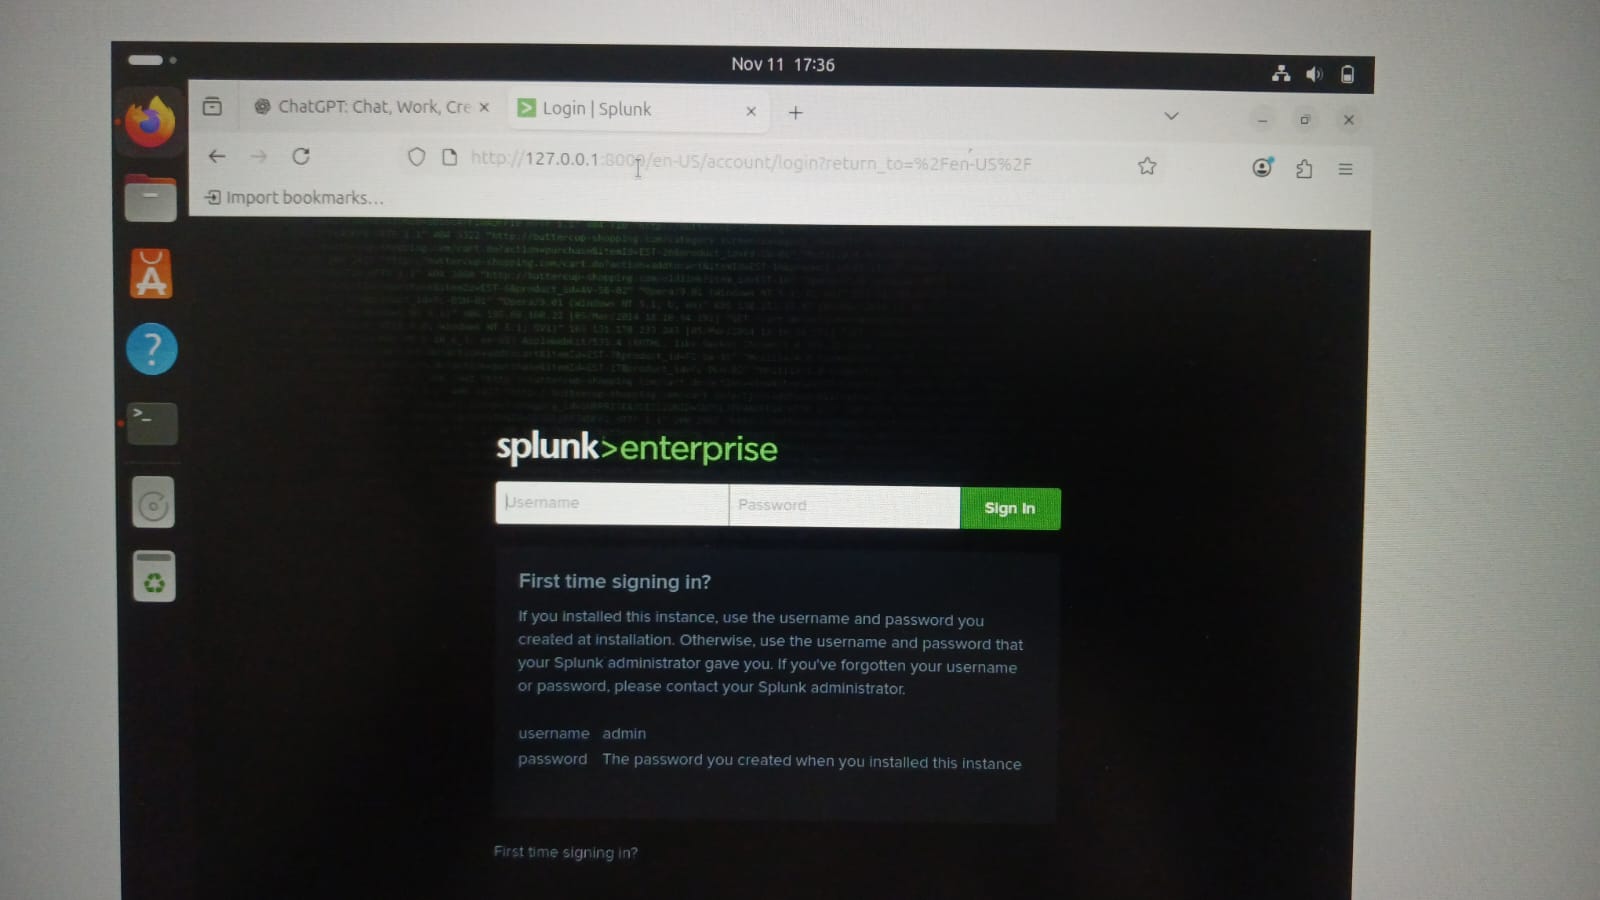 Nov 11 17:36
ChatGPT: Chat, Work, Cre
Login | Splunk
http://127.0.0.1:8000/en-US/account/login?return_to=%2Fen-US%2F
Import bookmarks...
splunk>enterprise
Username
Password
Sign In
First time signing in?
If you installed this instance, use the username and password you
created at installation. Otherwise, use the username and password that
your Splunk administrator gave you. If you've forgotten your username
or password, please contact your Splunk administrator.
username admin
password The password you created when you installed this instance
First time signing in?